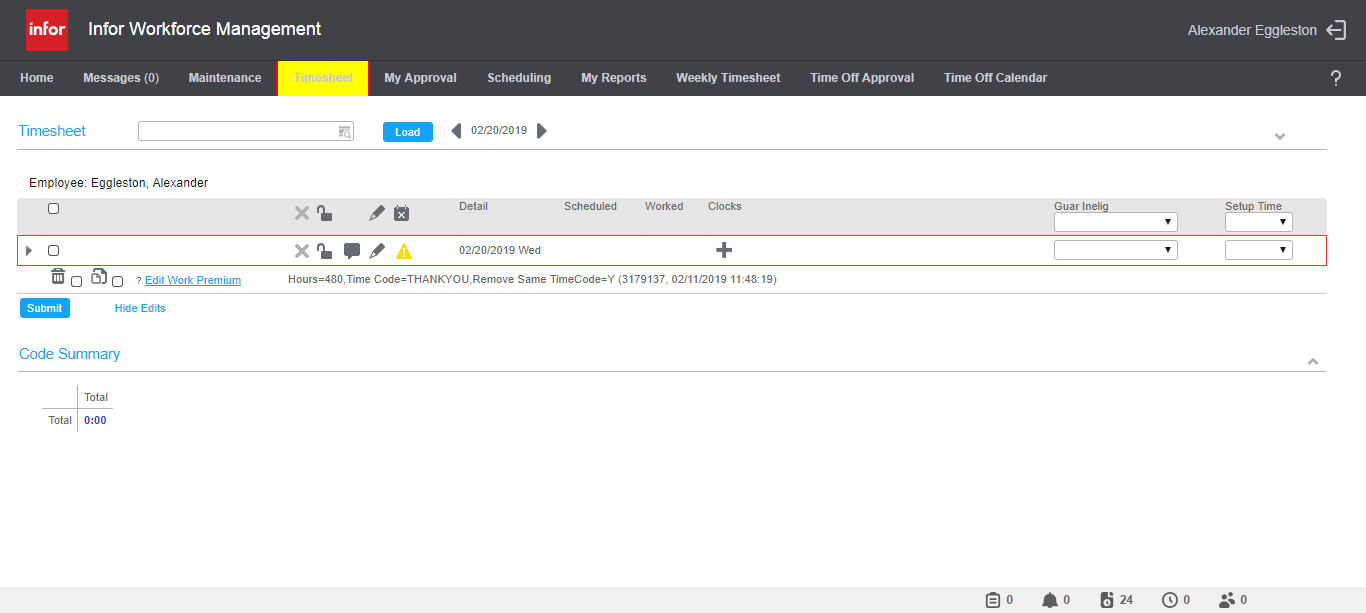 infor Infor Workforce Management Alexander Eggleston
Home Messages (0) Maintenance Timesheet My Approval Scheduling My Reports Weekly Timesheet Time Off Approval Time Off Calendar ?
Timesheet Load 02/20/2019
Employee: Eggleston, Alexander
Detail Scheduled Worked Clocks Guar Inelig Setup Time
02/20/2019 Wed
? Edit Work Premium Hours=480,Time Code=THANKYOU,Remove Same TimeCode=Y (3179137, 02/11/2019 11:48:19)
Submit Hide Edits
Code Summary
Total
Total 0:00
0 0 24 0 0